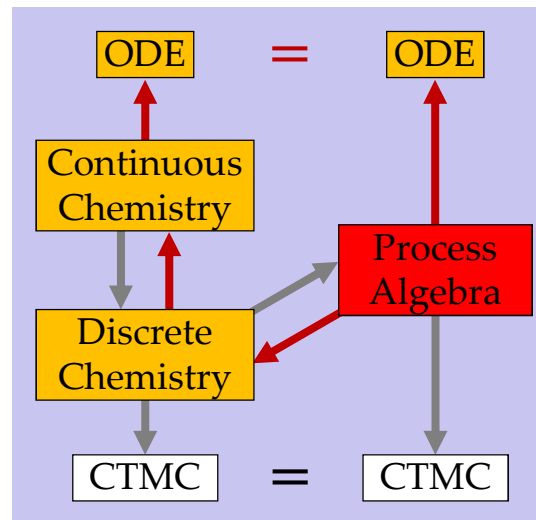 ODE = ODE
Continuous
Chemistry
Process
Algebra
Discrete
Chemistry
CTMC = CTMC